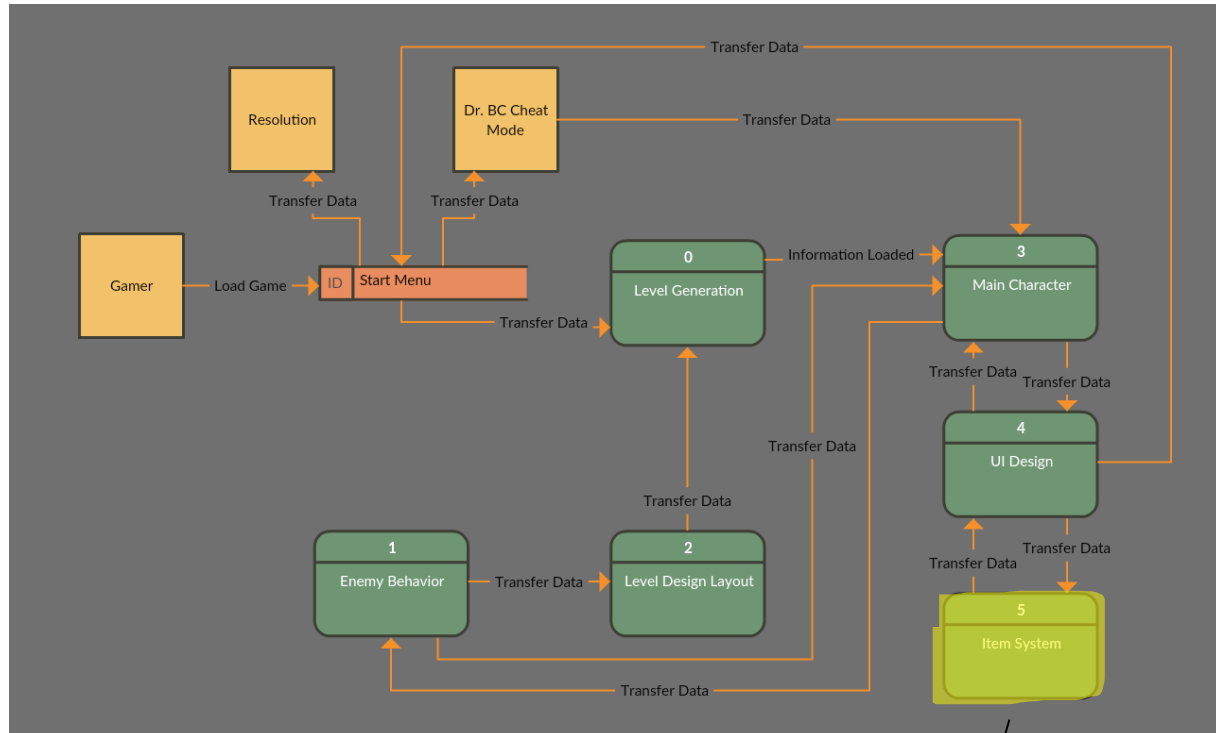 Transfer Data
Resolution
Dr. BC Cheat
Mode
Transfer Data
Transfer Data
Transfer Data
Gamer
Load Game
ID
Start Menu
Transfer Data
0
Level Generation
Information Loaded
3
Main Character
Transfer Data
Transfer Data
4
UI Design
Transfer Data
Transfer Data
1
Enemy Behavior
Transfer Data
2
Level Design Layout
Transfer Data
Transfer Data
5
Item System
Transfer Data